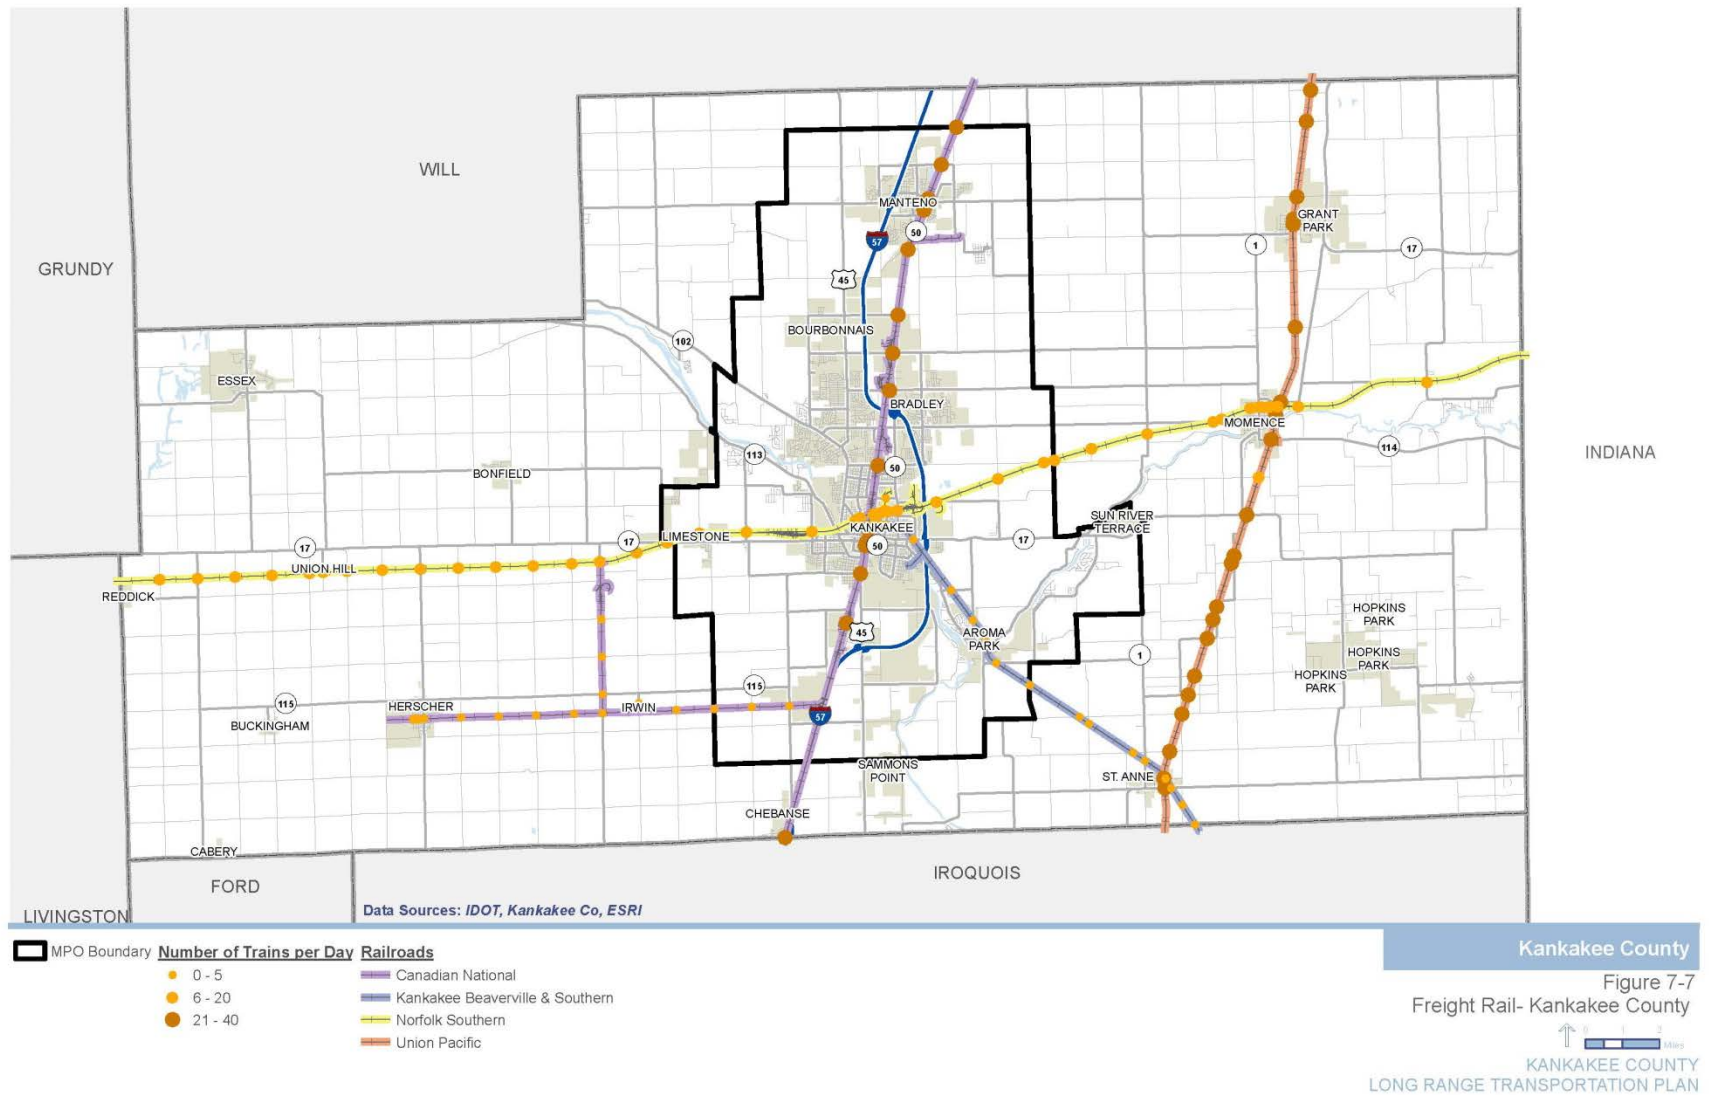 WILL
GRUNDY
MANTENO
50
57
45
GRANT
PARK
1
17
BOURBONNAIS
102
ESSEX
BRADLEY
MOMENCE
INDIANA
114
113
50
BONFIELD
SUN RIVER
TERRACE
KANKAKEE
LIMESTONE
17
17
17
50
UNION HILL
REDDICK
45
AROMA
PARK
HOPKINS
PARK
HOPKINS
PARK
HOPKINS
PARK
1
115
115
HERSCHER
IRWIN
BUCKINGHAM
57
SAMMONS
POINT
ST. ANNE
CHEBANSE
CABERY
FORD
IROQUOIS
LIVINGSTON
Data Sources: IDOT, Kankakee Co, ESRI
MPO Boundary
Number of Trains per Day
0 - 5
6 - 20
21 - 40
Railroads
Canadian National
Kankakee Beaverville & Southern
Norfolk Southern
Union Pacific
Kankakee County
Figure 7-7
Freight Rail- Kankakee County
0 1 2
Miles
KANKAKEE COUNTY
LONG RANGE TRANSPORTATION PLAN